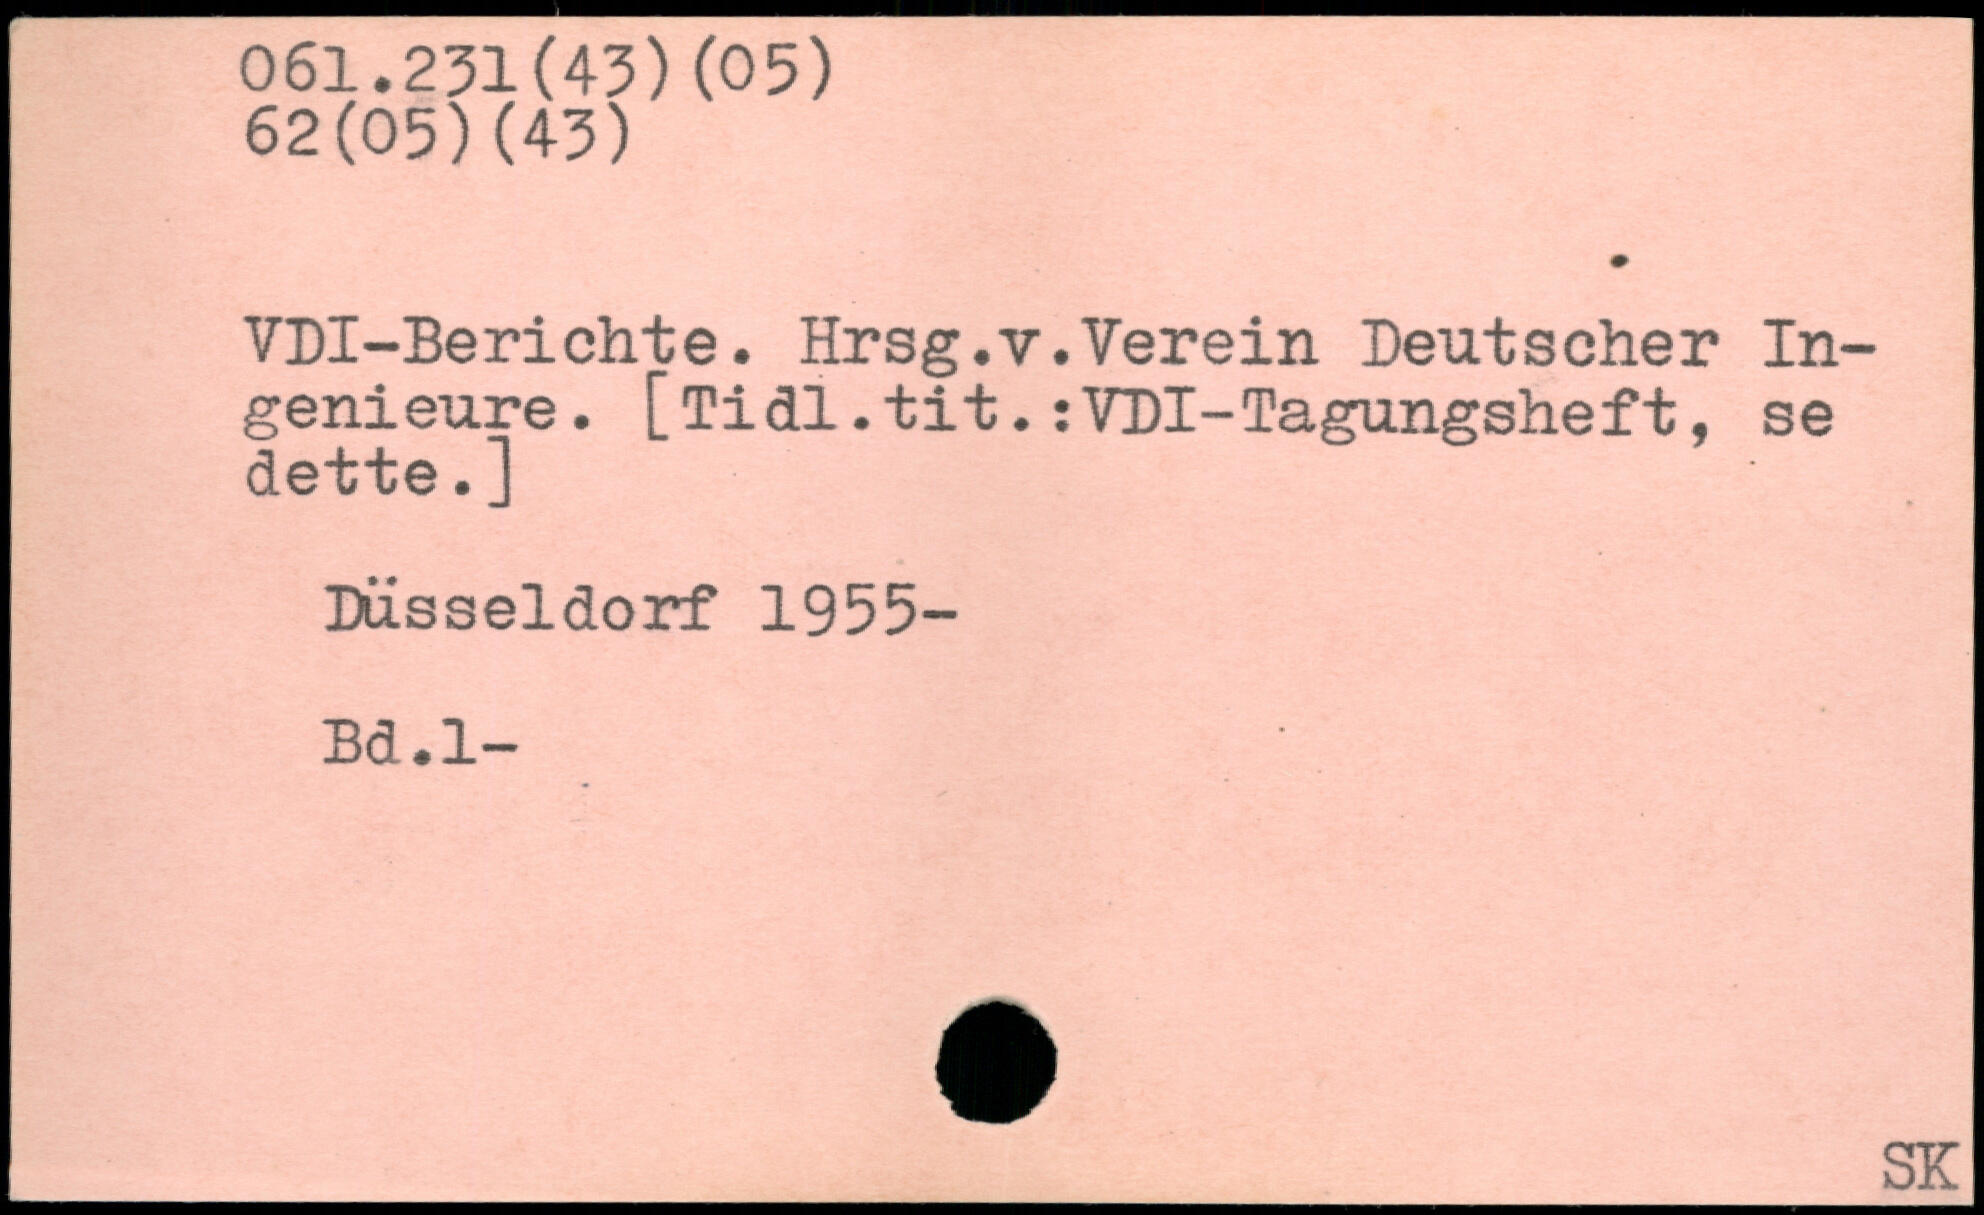 061.231(43)(05)
62(05)(43)
VDI-Berichte. Hrsg.v.Verein Deutscher In-
genieure. [Tidl.tit.:VDI-Tagungsheft, se
dette.]
Düsseldorf 1955-
Bd.1-
SK